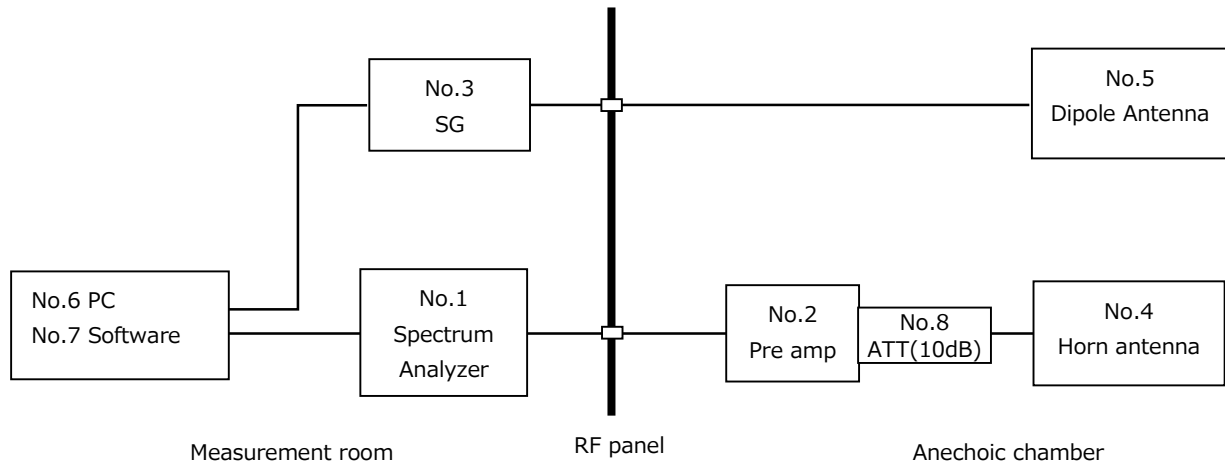 No.3
SG
No.5
Dipole Antenna
No.6 PC
No.7 Software
No.1
Spectrum
Analyzer
No.2
Pre amp
No.8
ATT(10dB)
No.4
Horn antenna
Measurement room
RF panel
Anechoic chamber